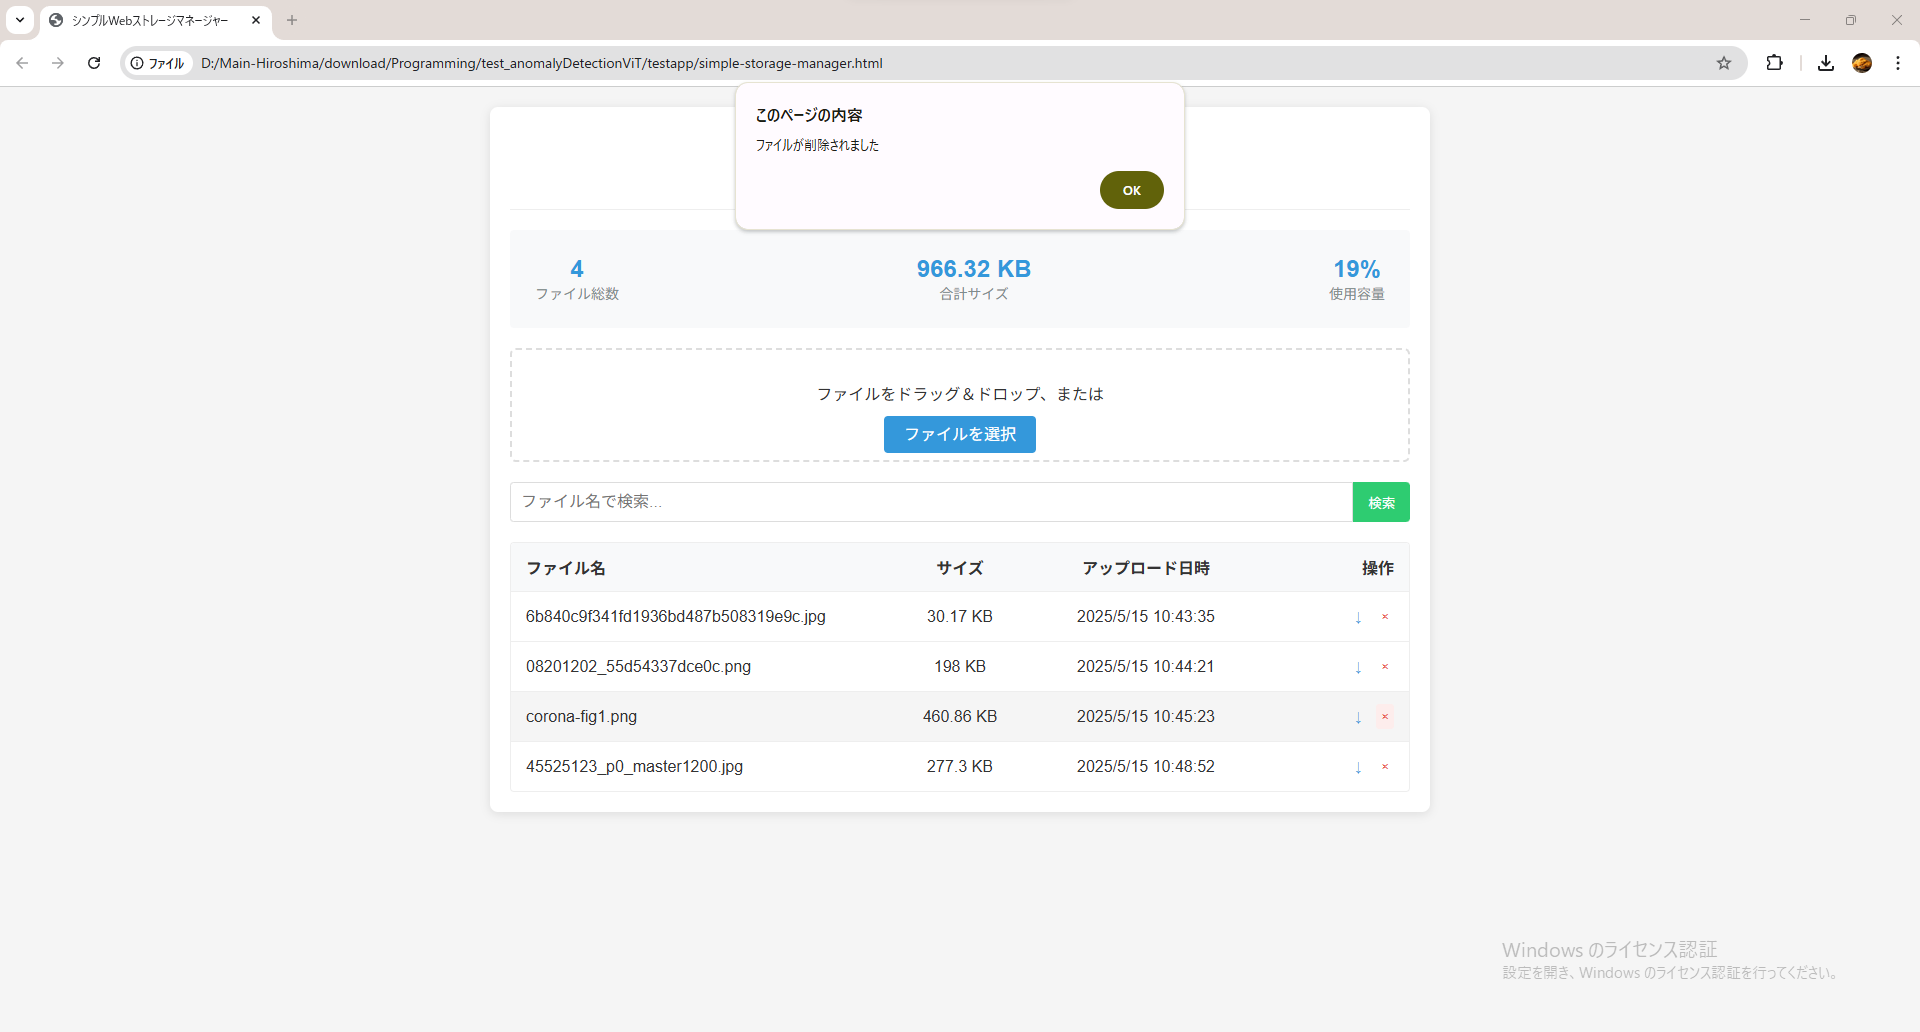 シンプルWebストレージマネージャー
ファイル
D:/Main-Hiroshima/download/Programming/test_anomalyDetectionViT/testapp/simple-storage-manager.html
このページの内容
ファイルが削除されました
OK
4
ファイル総数
966.32 KB
合計サイズ
19%
使用容量
ファイルをドラッグ＆ドロップ、または
ファイルを選択
ファイル名で検索...
検索
ファイル名 サイズ アップロード日時 操作
6b840c9f341fd1936bd487b508319e9c.jpg 30.17 KB 2025/5/15 10:43:35 ↓ ×
08201202_55d54337dce0c.png 198 KB 2025/5/15 10:44:21 ↓ ×
corona-fig1.png 460.86 KB 2025/5/15 10:45:23 ↓ ×
45525123_p0_master1200.jpg 277.3 KB 2025/5/15 10:48:52 ↓ ×
Windows のライセンス認証
設定を開き、Windows のライセンス認証を行ってください。